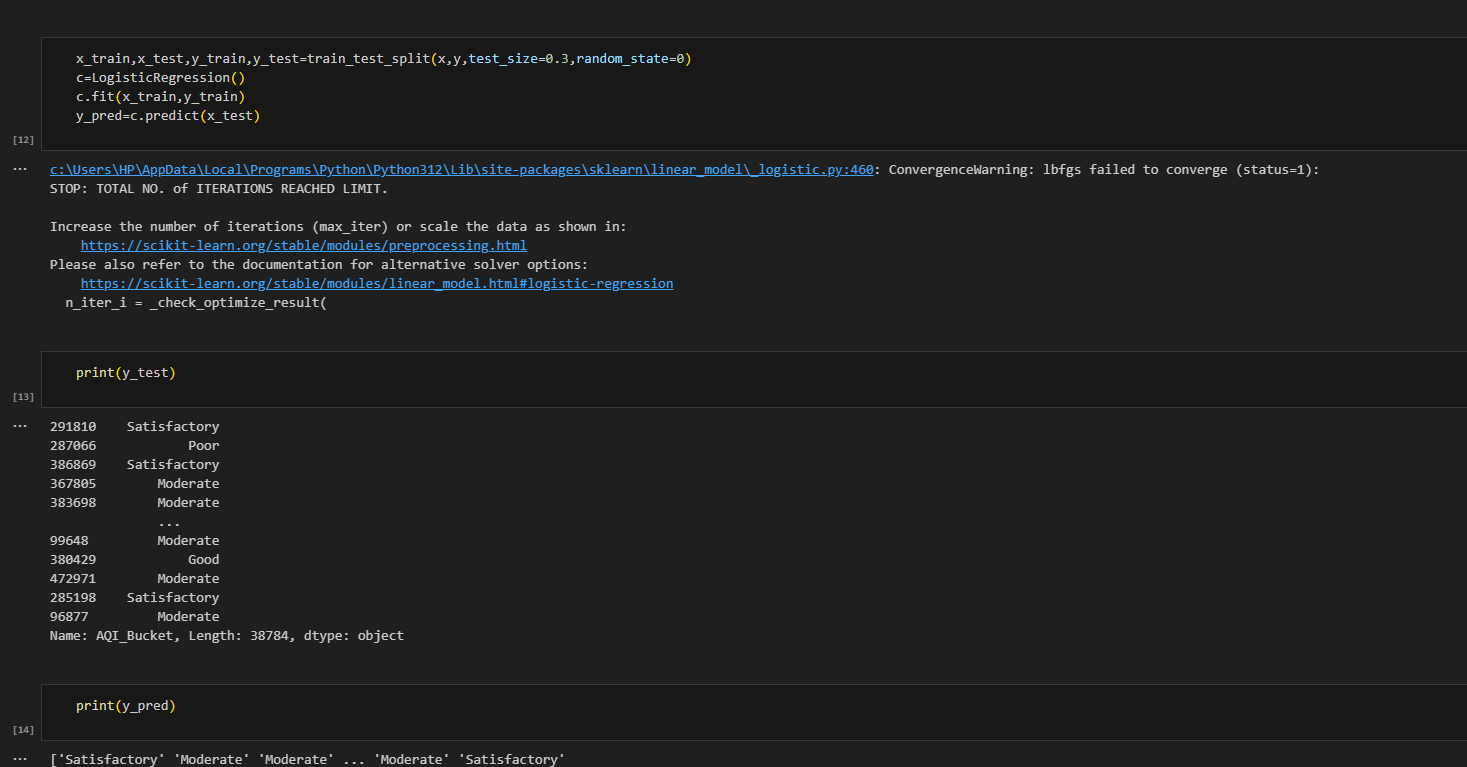 x_train,x_test,y_train,y_test=train_test_split(x,y,test_size=0.3,random_state=0)
c=LogisticRegression()
c.fit(x_train,y_train)
y_pred=c.predict(x_test)
[12]
... c:\Users\HP\AppData\Local\Programs\Python\Python312\Lib\site-packages\sklearn\linear_model\_logistic.py:460: ConvergenceWarning: lbfgs failed to converge (status=1):
STOP: TOTAL NO. of ITERATIONS REACHED LIMIT.
Increase the number of iterations (max_iter) or scale the data as shown in:
https://scikit-learn.org/stable/modules/preprocessing.html
Please also refer to the documentation for alternative solver options:
https://scikit-learn.org/stable/modules/linear_model.html#logistic-regression
n_iter_i = _check_optimize_result(
print(y_test)
[13]
... 291810 Satisfactory
287066 Poor
386869 Satisfactory
367805 Moderate
383698 Moderate
...
99648 Moderate
380429 Good
472971 Moderate
285198 Satisfactory
96877 Moderate
Name: AQI_Bucket, Length: 38784, dtype: object
print(y_pred)
[14]
... ['Satisfactory' 'Moderate' 'Moderate' ... 'Moderate' 'Satisfactory'